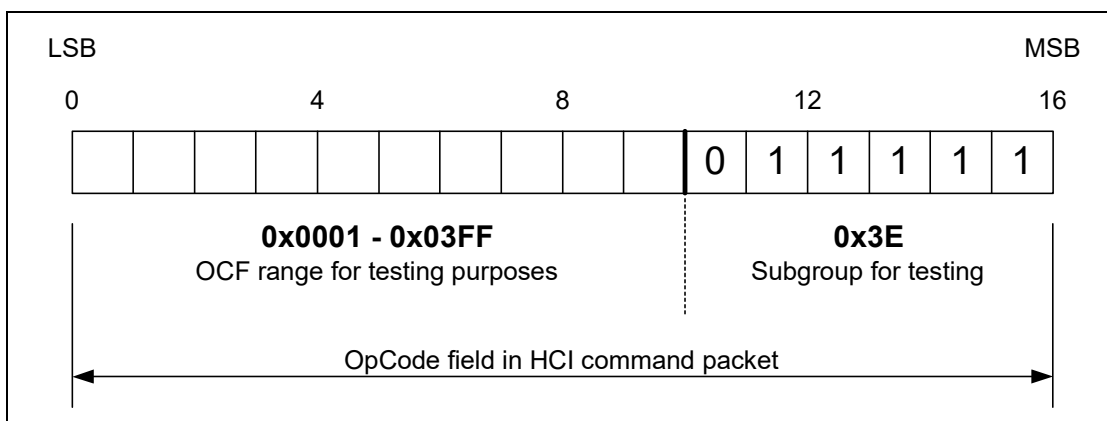 LSB MSB
0 4 8 12 16
0 1 1 1 1 1
0x0001 - 0x03FF 0x3E
OCF range for testing purposes Subgroup for testing
OpCode field in HCI command packet